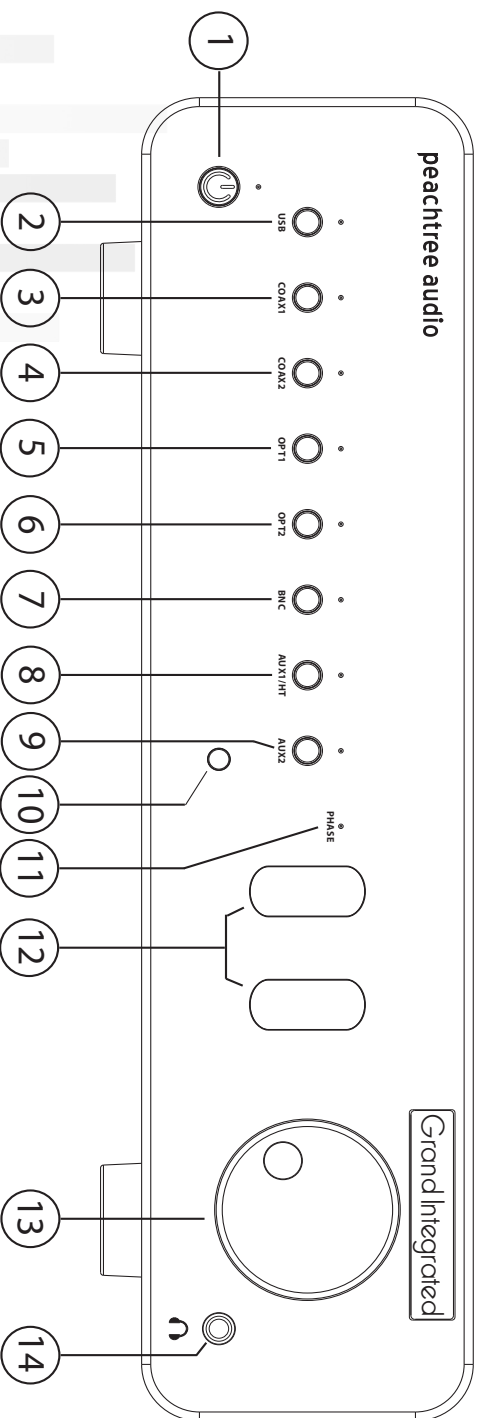 1
peachtree audio
Grand Integrated
USB
COAX1
COAX2
OPT1
OPT2
BNC
AUX1/HT
AUX2
PHASE
2
3
4
5
6
7
8
9
10
11
12
13
14